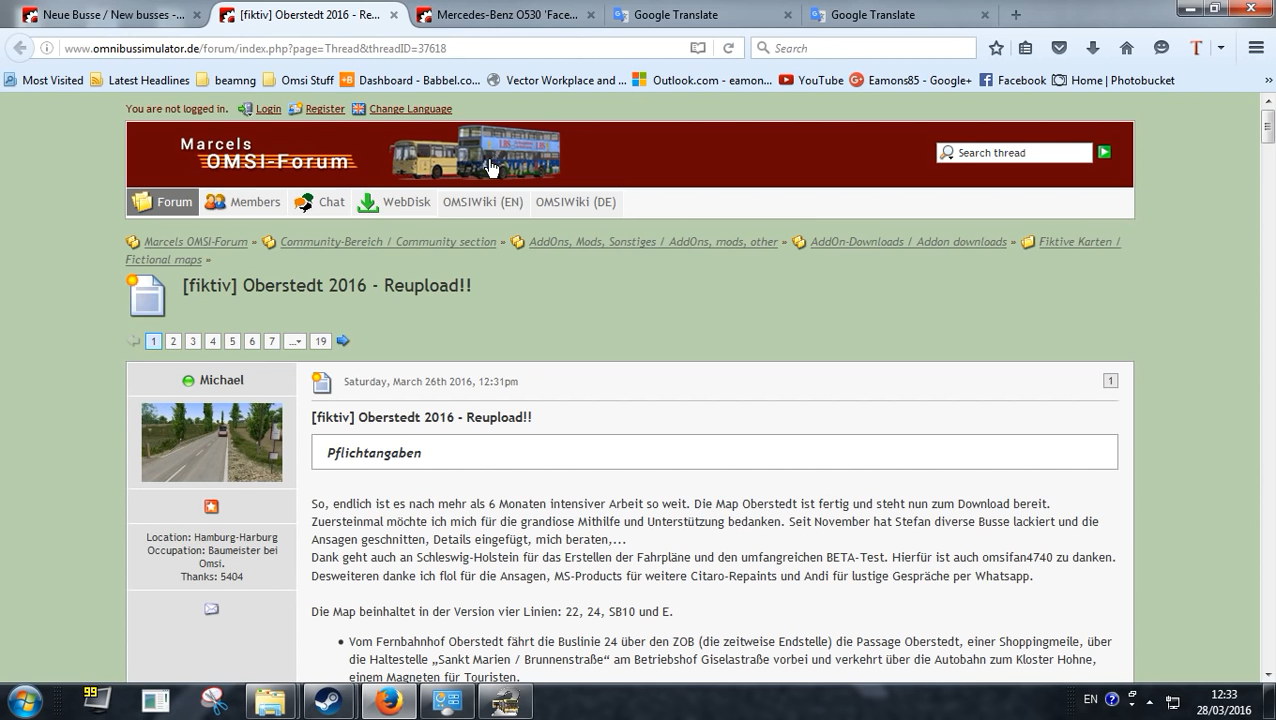 Neue Busse / New busses -...
[fiktiv] Oberstedt 2016 - Re...
Mercedes-Benz O530 'Face...
Google Translate
Google Translate
www.omnibussimulator.de/forum/index.php?page=Thread&threadID=37618
Search
Most Visited
Latest Headlines
beamng
Omsi Stuff
Dashboard - Babbel.co...
Vector Workplace and ...
Outlook.com - eamon...
YouTube
Eamons85 - Google+
Facebook
Home | Photobucket
You are not logged in.
Login
Register
Change Language
Marcels
OMSI-Forum
Search thread
Forum
Members
Chat
WebDisk
OMSIWiki (EN)
OMSIWiki (DE)
Marcels OMSI-Forum » Community-Bereich / Community section » AddOns, Mods, Sonstiges / AddOns, mods, other » AddOn-Downloads / Addon downloads » Fiktive Karten /
Fictional maps »
[fiktiv] Oberstedt 2016 - Reupload!!
1 2 3 4 5 6 7 ... 19
Michael
Saturday, March 26th 2016, 12:31pm
1
[fiktiv] Oberstedt 2016 - Reupload!!
Pflichtangaben
Location: Hamburg-Harburg
Occupation: Baumeister bei
Omsi.
Thanks: 5404
So, endlich ist es nach mehr als 6 Monaten intensiver Arbeit so weit. Die Map Oberstedt ist fertig und steht nun zum Download bereit.
Zuersteinmal möchte ich mich für die grandiose Mithilfe und Unterstützung bedanken. Seit November hat Stefan diverse Busse lackiert und die
Ansagen geschnitten, Details eingefügt, mich beraten,...
Dank geht auch an Schleswig-Holstein für das Erstellen der Fahrpläne und den umfangreichen BETA-Test. Hierfür ist auch omsifan4740 zu danken.
Desweiteren danke ich flol für die Ansagen, MS-Products für weitere Citaro-Repaints und Andi für lustige Gespräche per Whatsapp.
Die Map beinhaltet in der Version vier Linien: 22, 24, SB10 und E.
• Vom Fernbahnhof Oberstedt fährt die Buslinie 24 über den ZOB (die zeitweise Endstelle) die Passage Oberstedt, einer Shoppingmeile, über
die Haltestelle „Sankt Marien / Brunnenstraße“ am Betriebshof Giselastraße vorbei und verkehrt über die Autobahn zum Kloster Hohne,
einem Magneten für Touristen.
99
EN
12:33
28/03/2016